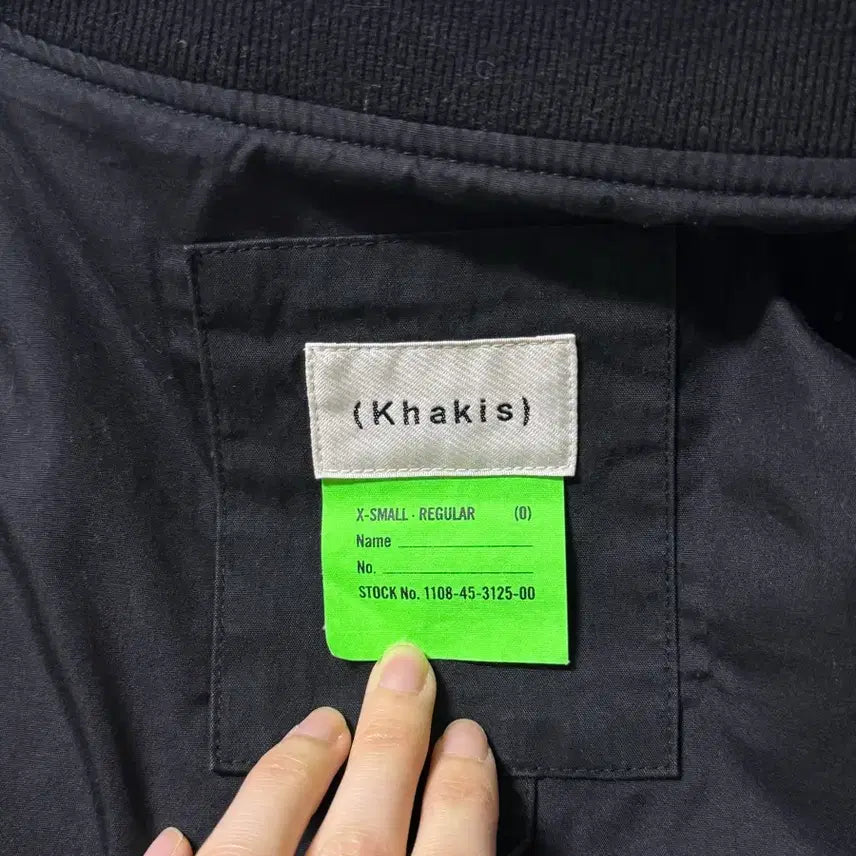 (Khakis)
X-SMALL · REGULAR (0)
Name
No.
STOCK No. 1108-45-3125-00